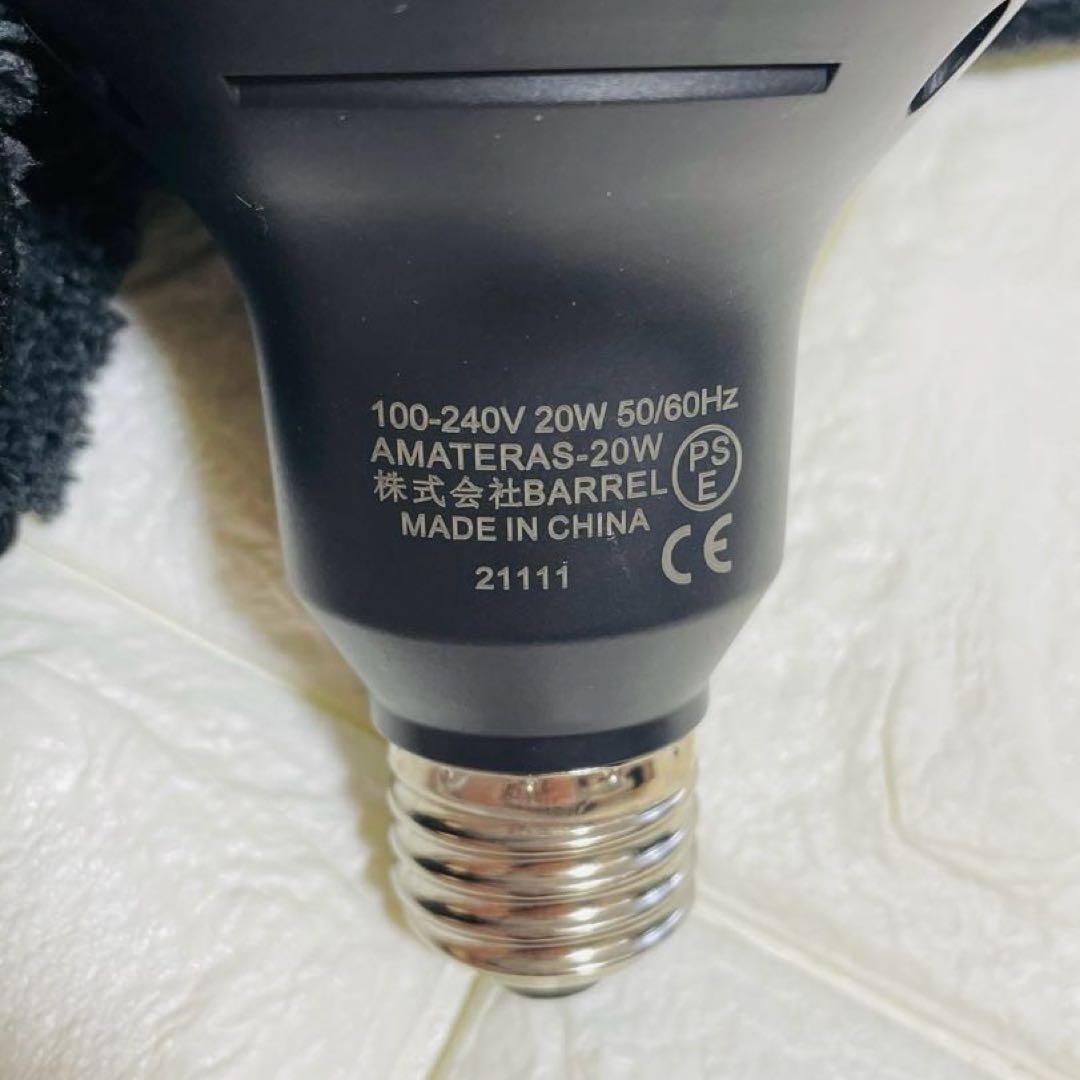 100-240V 20W 50/60Hz
AMATERAS-20W
PS
E
株式会社BARREL
MADE IN CHINA
CE
21111